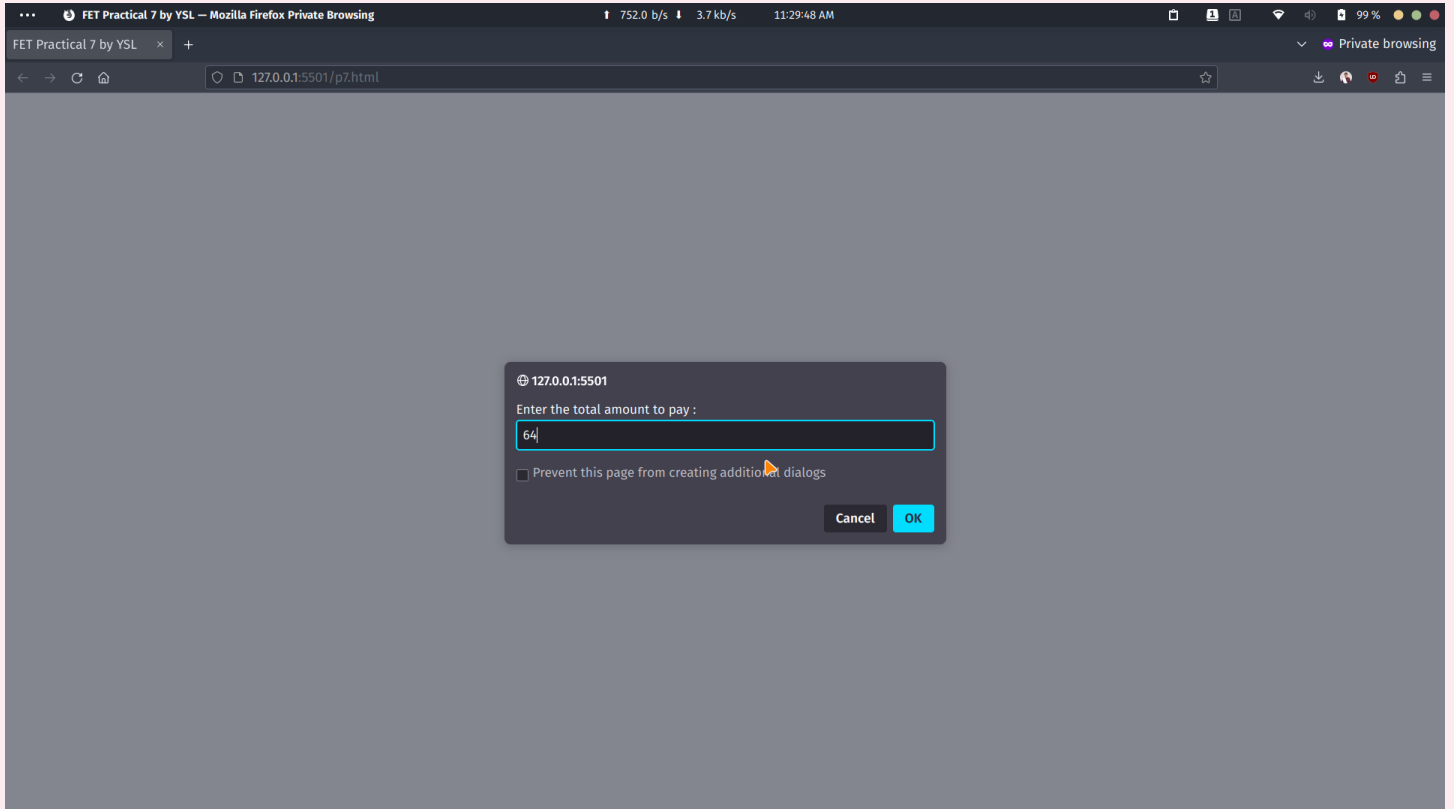 FET Practical 7 by YSL — Mozilla Firefox Private Browsing
752.0 b/s 3.7 kb/s 11:29:48 AM
1 A 99 %
FET Practical 7 by YSL × +
Private browsing
127.0.0.1:5501/p7.html
127.0.0.1:5501
Enter the total amount to pay :
64
Prevent this page from creating additional dialogs
Cancel OK